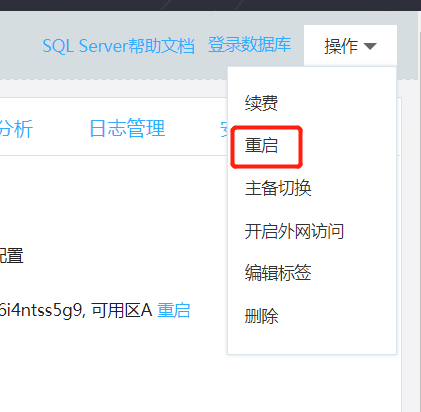 SQL Server帮助文档 登录数据库 操作
续费
分析 日志管理
重启
主备切换
开启外网访问
配置
编辑标签
6i4ntss5g9, 可用区A 重启
删除